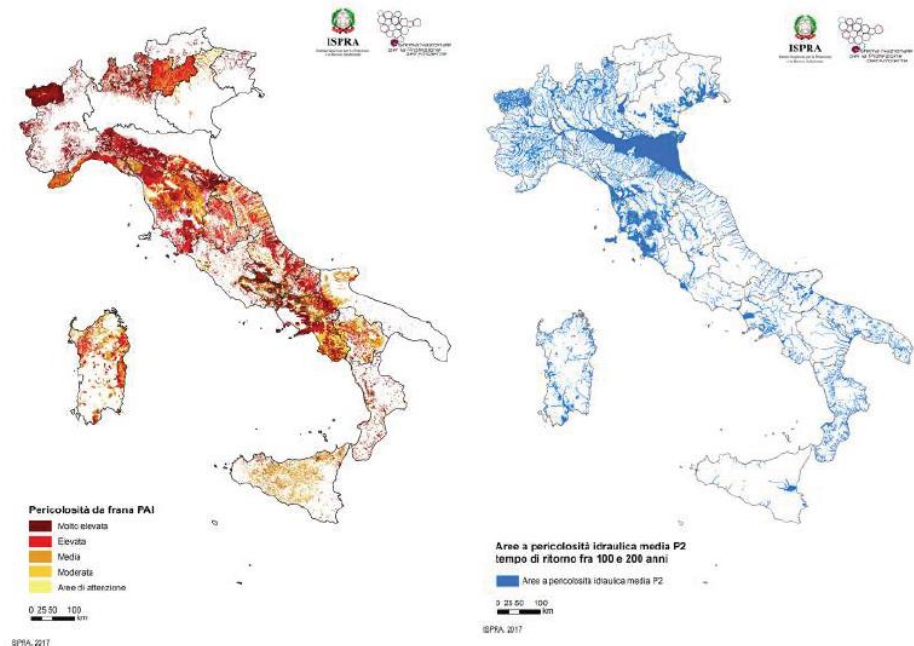 ISPRA
Pericolosità da frana PAI
Molto elevata
Elevata
Media
Moderata
Aree di attenzione
0 25 50 100
km
ISPRA, 2017
ISPRA
Aree a pericolosità idraulica media P2
tempo di ritorno fra 100 e 200 anni
Aree a pericolosità idraulica media P2
0 25 50 100
km
ISPRA, 2017